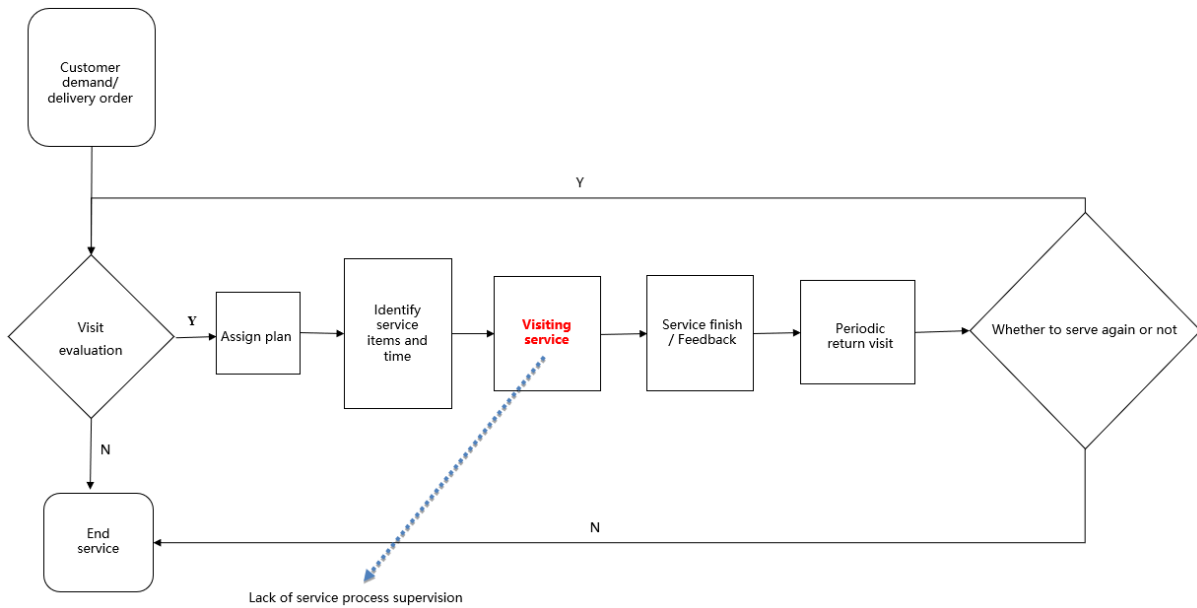 Customer
demand/
delivery order
Y
Visit
evaluation
Y
Assign plan
Identify
service
items and
time
Visiting
service
Service finish
/ Feedback
Periodic
return visit
Whether to serve again or not
N
End
service
N
Lack of service process supervision